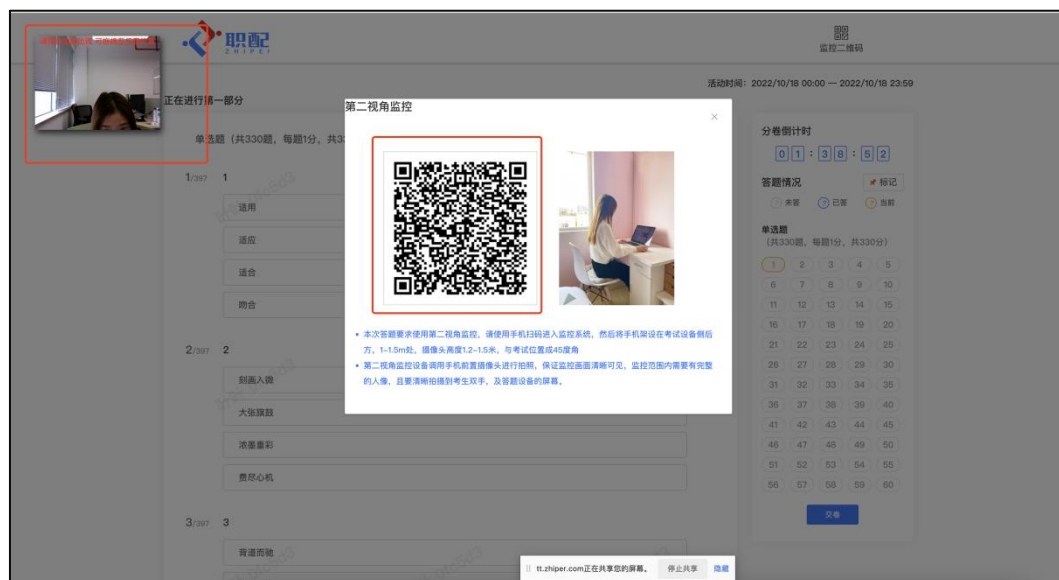 职配
ZHIPEI
监控二维码
活动时间：2022/10/18 00:00 — 2022/10/18 23:59
正在进行第一部分
单选题（共330题，每题1分，共33
1/397 1
适用
适应
适合
吻合
2/397 2
刻画入微
大张旗鼓
浓墨重彩
费尽心机
3/397 3
背道而驰
第二视角监控
×
• 本次答题要求使用第二视角监控，请使用手机扫码进入监控系统，然后将手机架设在考试设备侧后
方，1-1.5m处，摄像头高度1.2-1.5米，与考试位置成45度角
• 第二视角监控设备调用手机前置摄像头进行拍照，保证监控画面清晰可见，监控范围内需要有完整
的人像，且要清晰拍摄到考生双手，及答题设备的屏幕。
分卷倒计时
01:38:52
答题情况
标记
? 未答 ? 已答 ? 当前
单选题
（共330题，每题1分，共330分）
1 2 3 4 5
6 7 8 9 10
11 12 13 14 15
16 17 18 19 20
21 22 23 24 25
26 27 28 29 30
31 32 33 34 35
36 37 38 39 40
41 42 43 44 45
46 47 48 49 50
51 52 53 54 55
56 57 58 59 60
交卷
tt.zhiper.com正在共享您的屏幕。 停止共享 隐藏